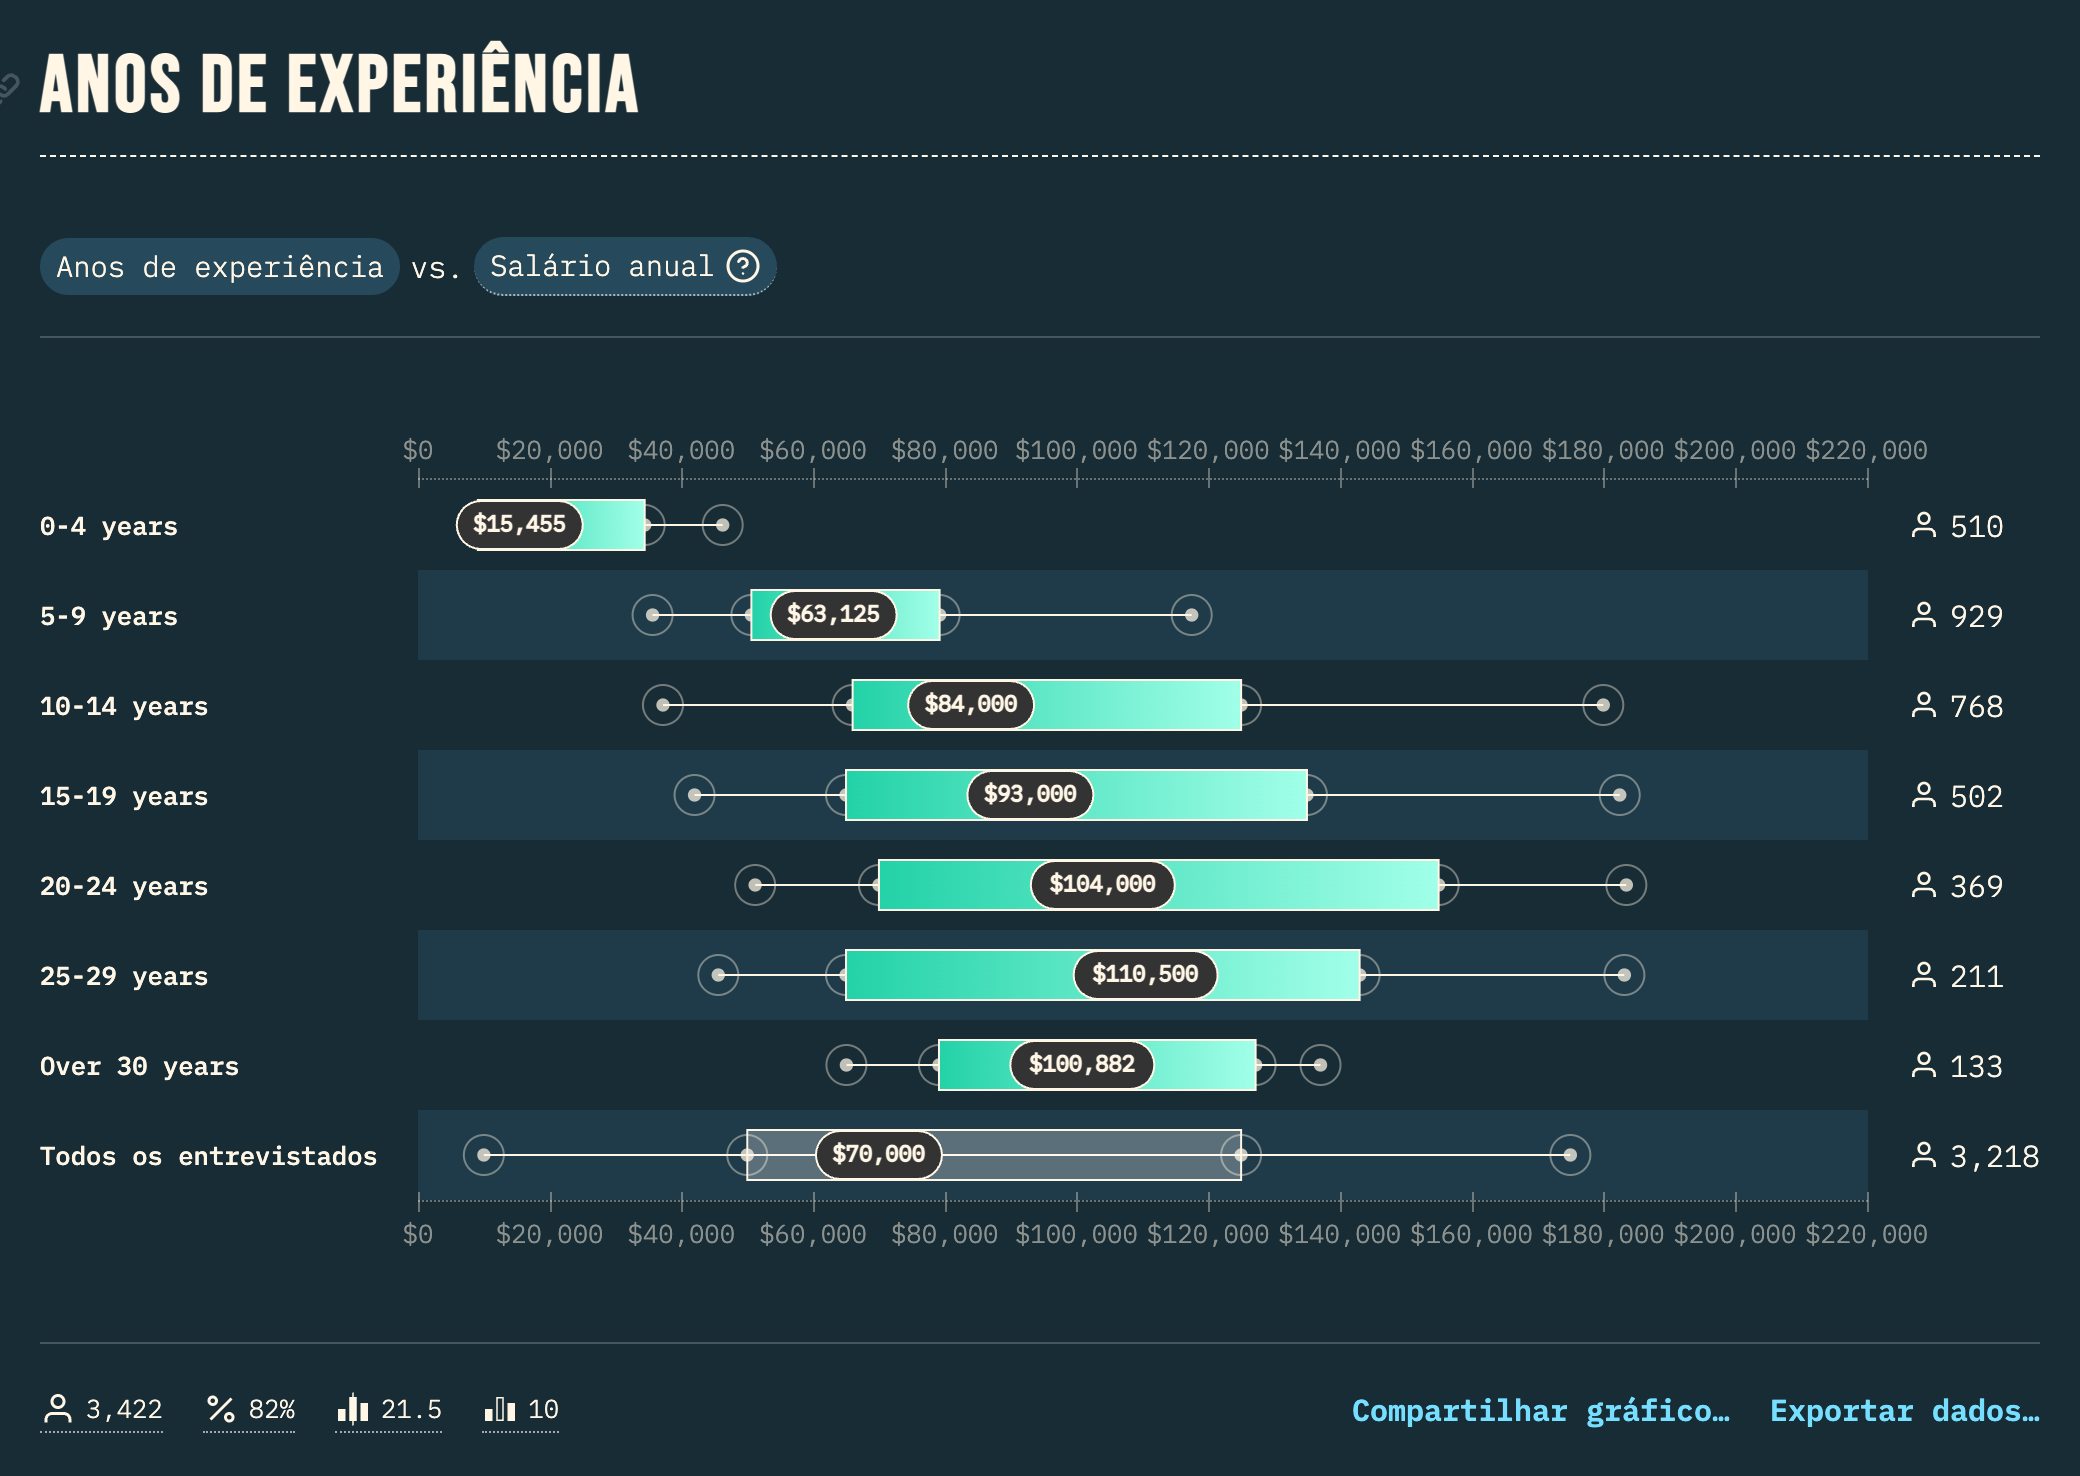 ANOS DE EXPERIÊNCIA
Anos de experiência vs. Salário anual ?
$0 $20,000 $40,000 $60,000 $80,000 $100,000 $120,000 $140,000 $160,000 $180,000 $200,000 $220,000
0-4 years $15,455 510
5-9 years $63,125 929
10-14 years $84,000 768
15-19 years $93,000 502
20-24 years $104,000 369
25-29 years $110,500 211
Over 30 years $100,882 133
Todos os entrevistados $70,000 3,218
$0 $20,000 $40,000 $60,000 $80,000 $100,000 $120,000 $140,000 $160,000 $180,000 $200,000 $220,000
3,422 82% 21.5 10 Compartilhar gráfico… Exportar dados…